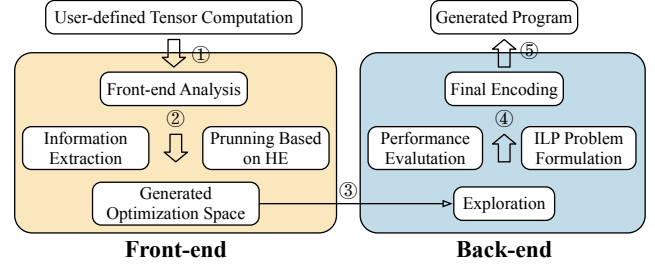 User-defined Tensor Computation
①
Front-end Analysis
②
Information
Extraction
Prunning Based
on HE
Generated
Optimization Space
Front-end
③
Generated Program
⑤
Final Encoding
④
Performance
Evalutation
ILP Problem
Formulation
Exploration
Back-end